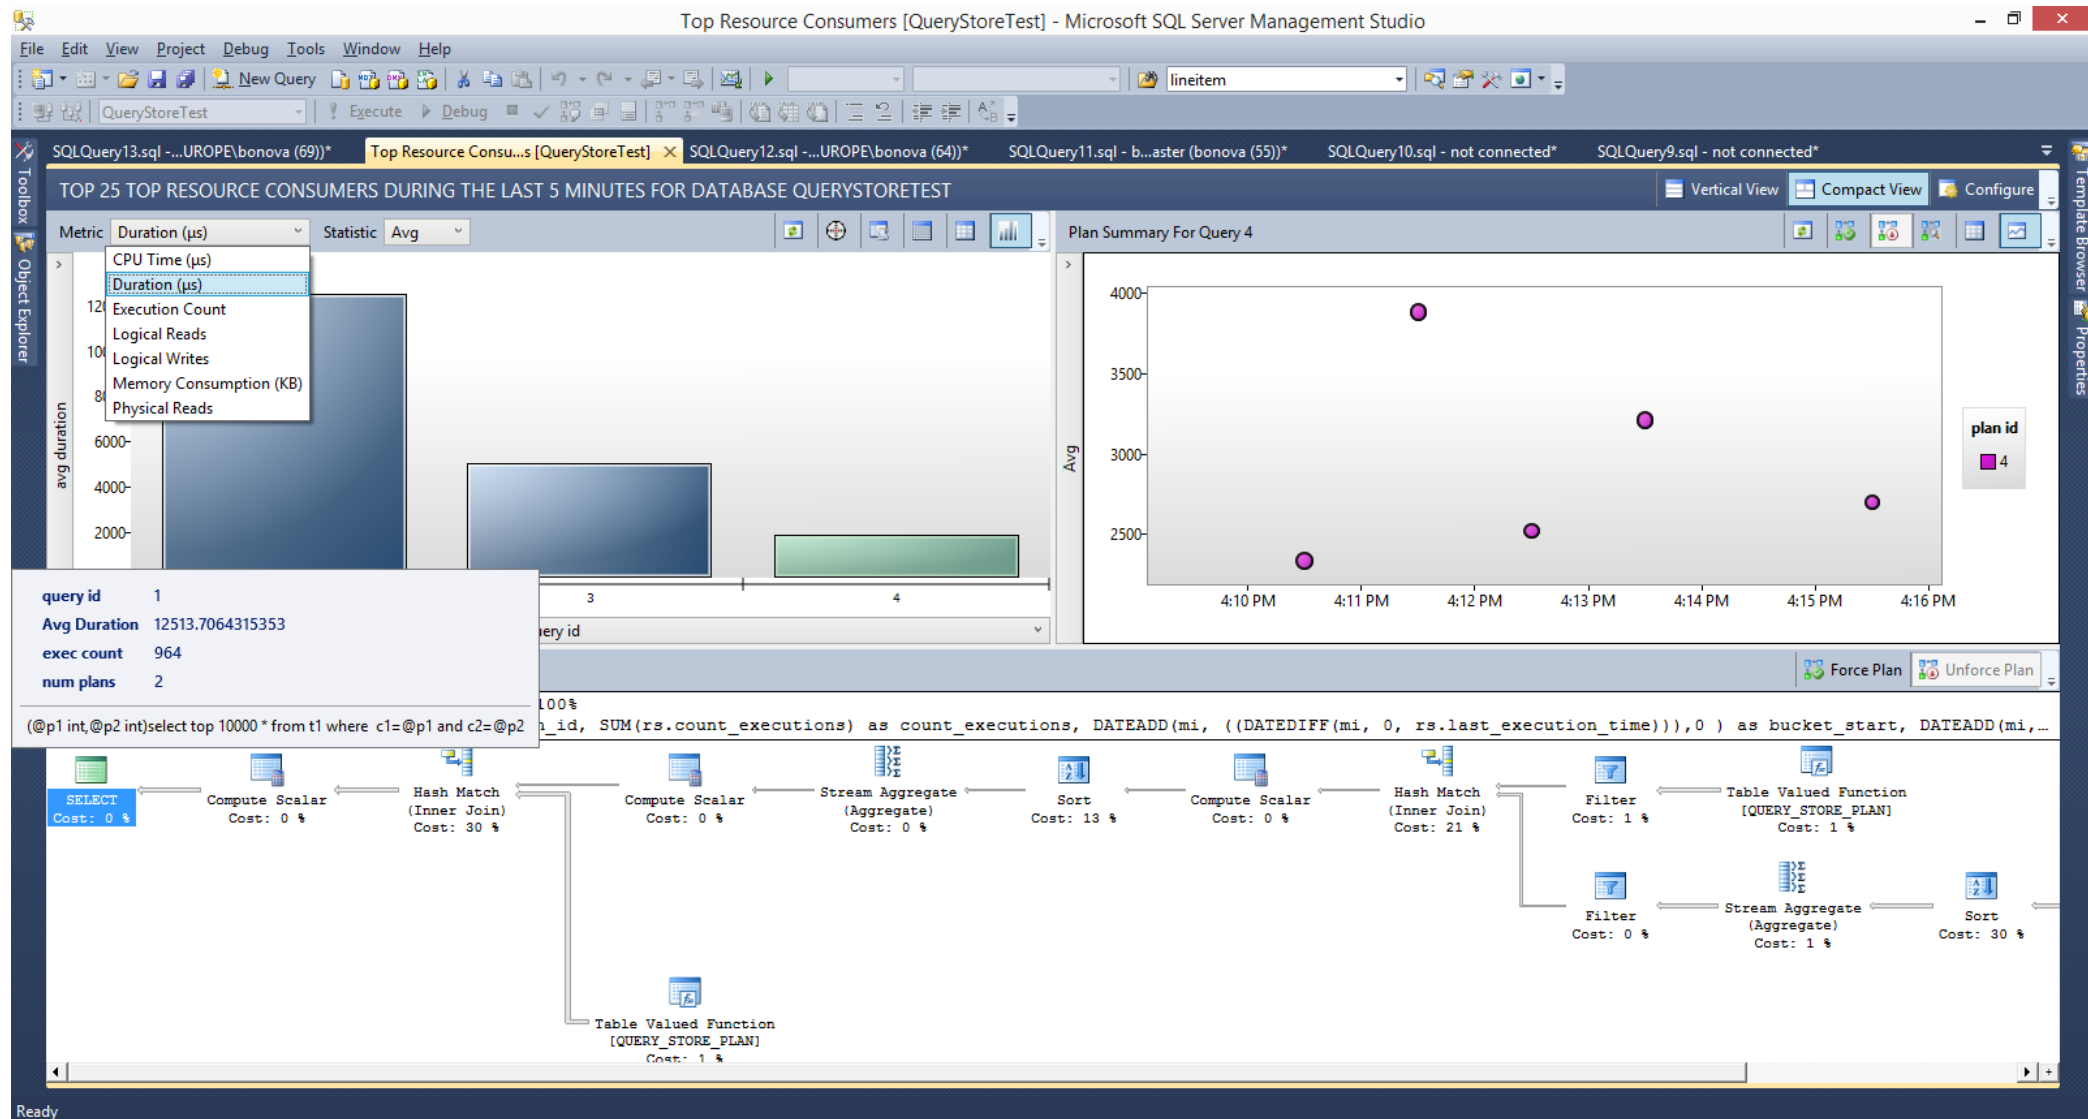 Top Resource Consumers [QueryStoreTest] - Microsoft SQL Server Management Studio
File Edit View Project Debug Tools Window Help
New Query lineitem
QueryStoreTest Execute Debug
SQLQuery13.sql -...UROPE\bonova (69))* Top Resource Consu...s [QueryStoreTest] SQLQuery12.sql -...UROPE\bonova (64))* SQLQuery11.sql - b...aster (bonova (55))* SQLQuery10.sql - not connected* SQLQuery9.sql - not connected*
Toolbox
Object Explorer
Template Browser
Properties
TOP 25 TOP RESOURCE CONSUMERS DURING THE LAST 5 MINUTES FOR DATABASE QUERYSTORETEST
Vertical View Compact View Configure
Metric Duration (µs) Statistic Avg
CPU Time (µs)
Duration (µs)
Execution Count
Logical Reads
Logical Writes
Memory Consumption (KB)
Physical Reads
avg duration
6000
4000
2000
3 4
Plan Summary For Query 4
Avg
4000
3500
3000
2500
4:10 PM 4:11 PM 4:12 PM 4:13 PM 4:14 PM 4:15 PM 4:16 PM
plan id
4
query id 1
Avg Duration 12513.7064315353
exec count 964
num plans 2
(@p1 int,@p2 int)select top 10000 * from t1 where c1=@p1 and c2=@p2
id
Force Plan Unforce Plan
100%
_id, SUM(rs.count_executions) as count_executions, DATEADD(mi, ((DATEDIFF(mi, 0, rs.last_execution_time))),0 ) as bucket_start, DATEADD(mi,...
SELECT
Cost: 0 %
Compute Scalar
Cost: 0 %
Hash Match
(Inner Join)
Cost: 30 %
Compute Scalar
Cost: 0 %
Stream Aggregate
(Aggregate)
Cost: 0 %
Sort
Cost: 13 %
Compute Scalar
Cost: 0 %
Hash Match
(Inner Join)
Cost: 21 %
Filter
Cost: 1 %
Table Valued Function
[QUERY_STORE_PLAN]
Cost: 1 %
Filter
Cost: 0 %
Stream Aggregate
(Aggregate)
Cost: 1 %
Sort
Cost: 30 %
Table Valued Function
[QUERY_STORE_PLAN]
Cost: 1 %
Ready